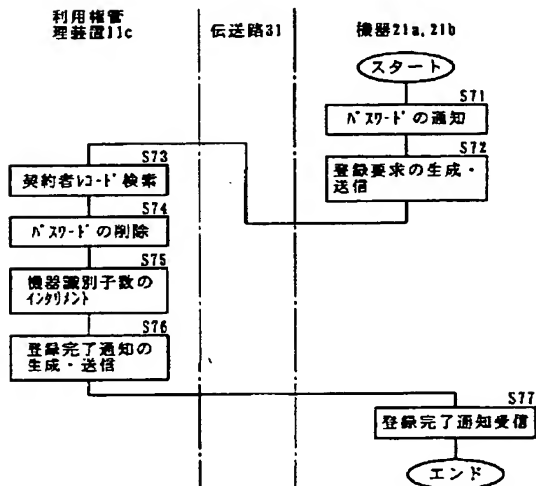 利用権管
理装置11c
伝送路31
機器21a,21b
スタート
S71
パスワードの通知
S72
登録要求の生成・
送信
S73
契約者レコード検索
S74
パスワードの削除
S75
機器識別子数の
インクリメント
S76
登録完了通知の
生成・送信
S77
登録完了通知受信
エンド